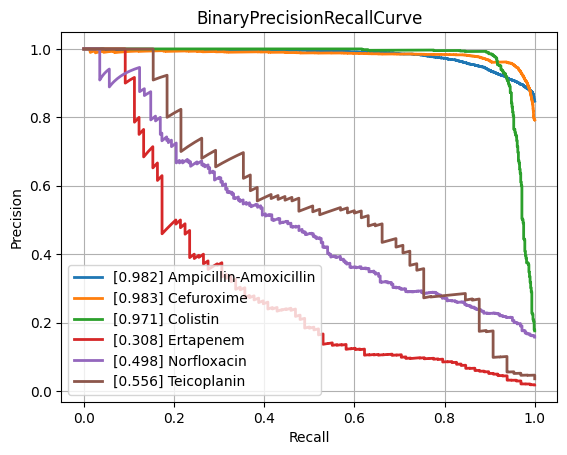 BinaryPrecisionRecallCurve
1.0
0.8
0.6
0.4
0.2
0.0
Precision
[0.982] Ampicillin-Amoxicillin
[0.983] Cefuroxime
[0.971] Colistin
[0.308] Ertapenem
[0.498] Norfloxacin
[0.556] Teicoplanin
0.0 0.2 0.4 0.6 0.8 1.0
Recall